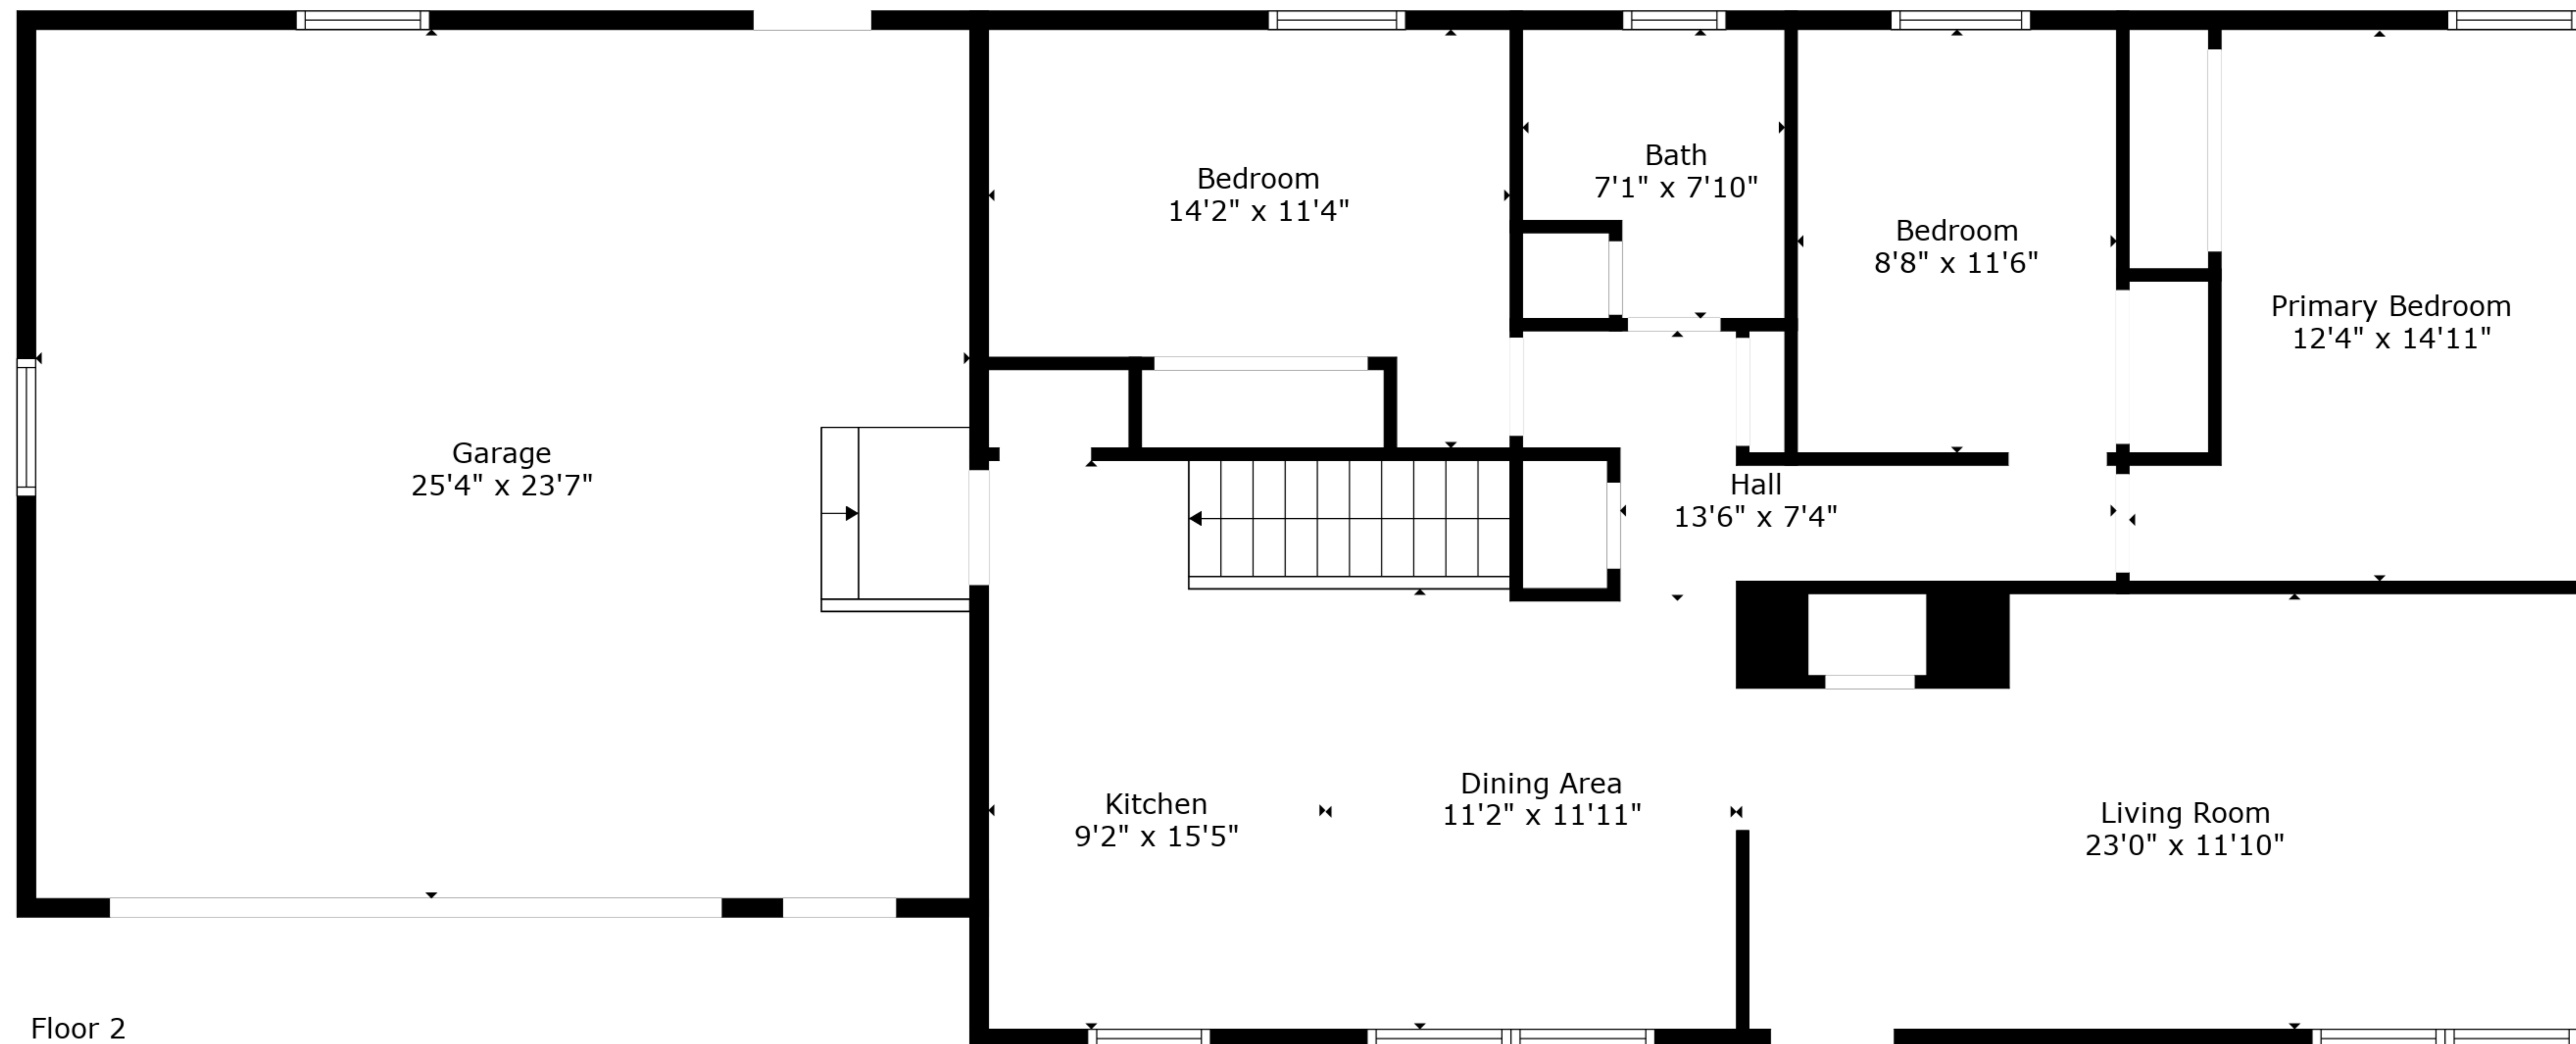 Bath
7'1" x 7'10"
Bedroom
14'2" x 11'4"
Bedroom
8'8" x 11'6"
Primary Bedroom
12'4" x 14'11"
Garage
25'4" x 23'7"
Hall
13'6" x 7'4"
Kitchen
9'2" x 15'5"
Dining Area
11'2" x 11'11"
Living Room
23'0" x 11'10"
Floor 2